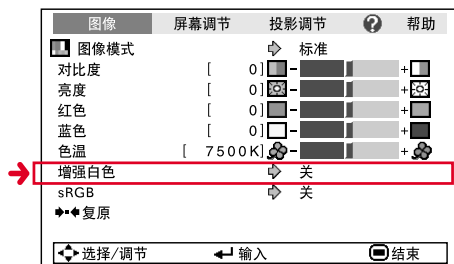 图像 屏幕调节 投影调节 ? 帮助
图像模式 标准
对比度 [ 0] - +
亮度 [ 0] - +
红色 [ 0] - +
蓝色 [ 0] - +
色温 [ 7500K] - +
增强白色 关
sRGB 关
复原
选择/调节 输入 结束